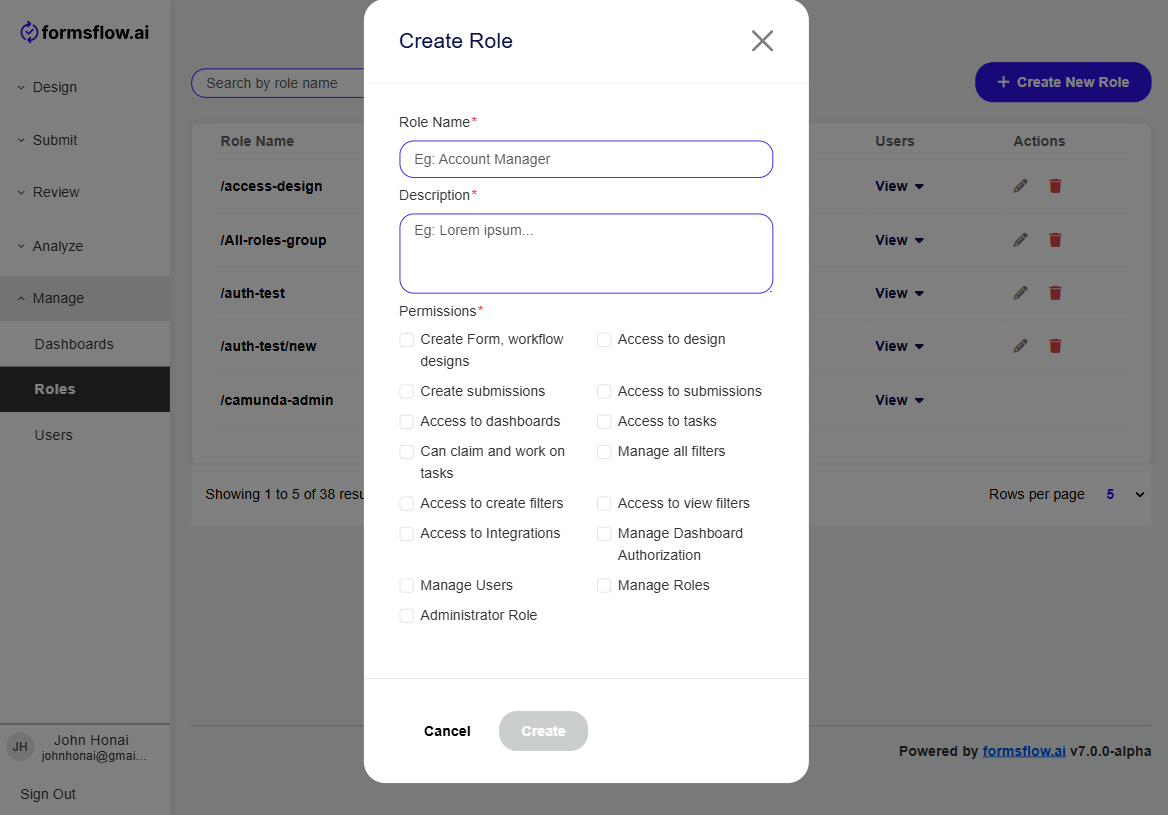 formsflow.ai
Design
Submit
Review
Analyze
Manage
Dashboards
Roles
Users
JH
John Honai
johnhonai@gmai...
Sign Out
Search by role name
+ Create New Role
Role Name
Users
Actions
/access-design
View
/All-roles-group
View
/auth-test
View
/auth-test/new
View
/camunda-admin
View
Showing 1 to 5 of 38 resu
Rows per page 5
Powered by formsflow.ai v7.0.0-alpha
Create Role
Role Name*
Eg: Account Manager
Description*
Eg: Lorem ipsum...
Permissions*
Create Form, workflow
designs
Access to design
Create submissions
Access to submissions
Access to dashboards
Access to tasks
Can claim and work on
tasks
Manage all filters
Access to create filters
Access to view filters
Access to Integrations
Manage Dashboard
Authorization
Manage Users
Manage Roles
Administrator Role
Cancel
Create